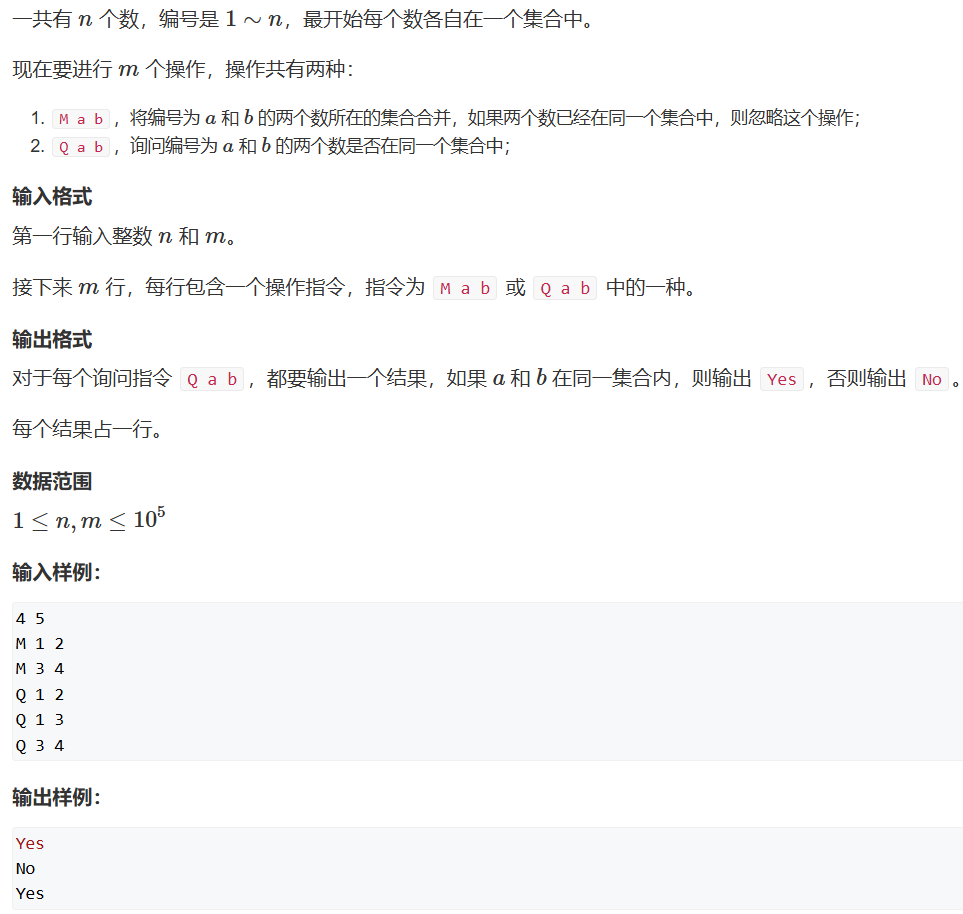 一共有 n 个数，编号是 1 ∼ n，最开始每个数各自在一个集合中。
现在要进行 m 个操作，操作共有两种：
1. M a b ，将编号为 a 和 b 的两个数所在的集合合并，如果两个数已经在同一个集合中，则忽略这个操作；
2. Q a b ，询问编号为 a 和 b 的两个数是否在同一个集合中；
输入格式
第一行输入整数 n 和 m。
接下来 m 行，每行包含一个操作指令，指令为 M a b 或 Q a b 中的一种。
输出格式
对于每个询问指令 Q a b ，都要输出一个结果，如果 a 和 b 在同一集合内，则输出 Yes ，否则输出 No 。
每个结果占一行。
数据范围
1 ≤ n, m ≤ 10⁵
输入样例：
4 5
M 1 2
M 3 4
Q 1 2
Q 1 3
Q 3 4
输出样例：
Yes
No
Yes